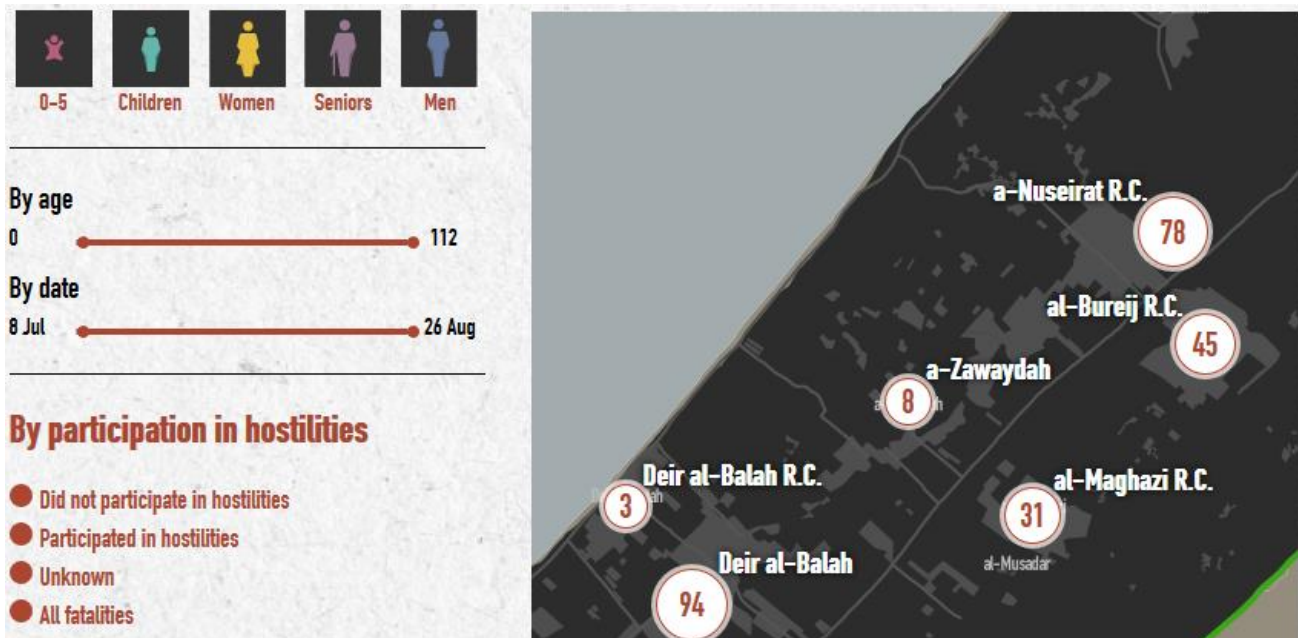 0-5
Children
Women
Seniors
Men
By age
0
112
By date
8 Jul
26 Aug
By participation in hostilities
Did not participate in hostilities
Participated in hostilities
Unknown
All fatalities
a-Nuseirat R.C.
78
al-Bureij R.C.
45
a-Zawaydah
8
Deir al-Balah R.C.
3
al-Maghazi R.C.
31
al-Musadar
Deir al-Balah
94